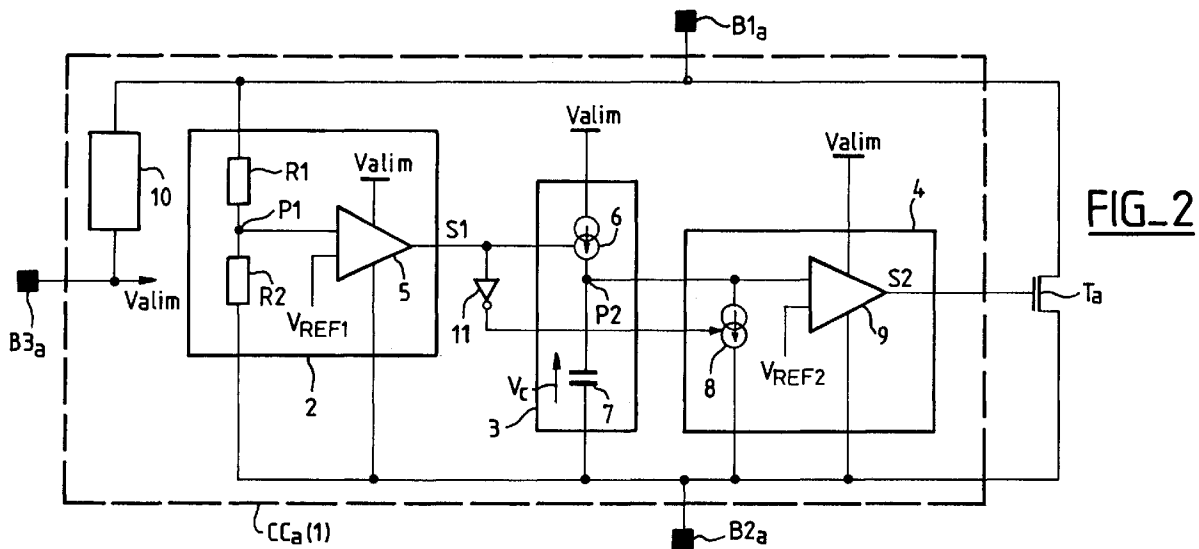 B1a
Valim
4
R1
Valim
6
10
P1
S1
S2
FIG_2
R2
5
P2
Ta
Valim
VREF1
11
8
9
B3a
VREF2
2
Vc
7
3
CCa(1)
B2a